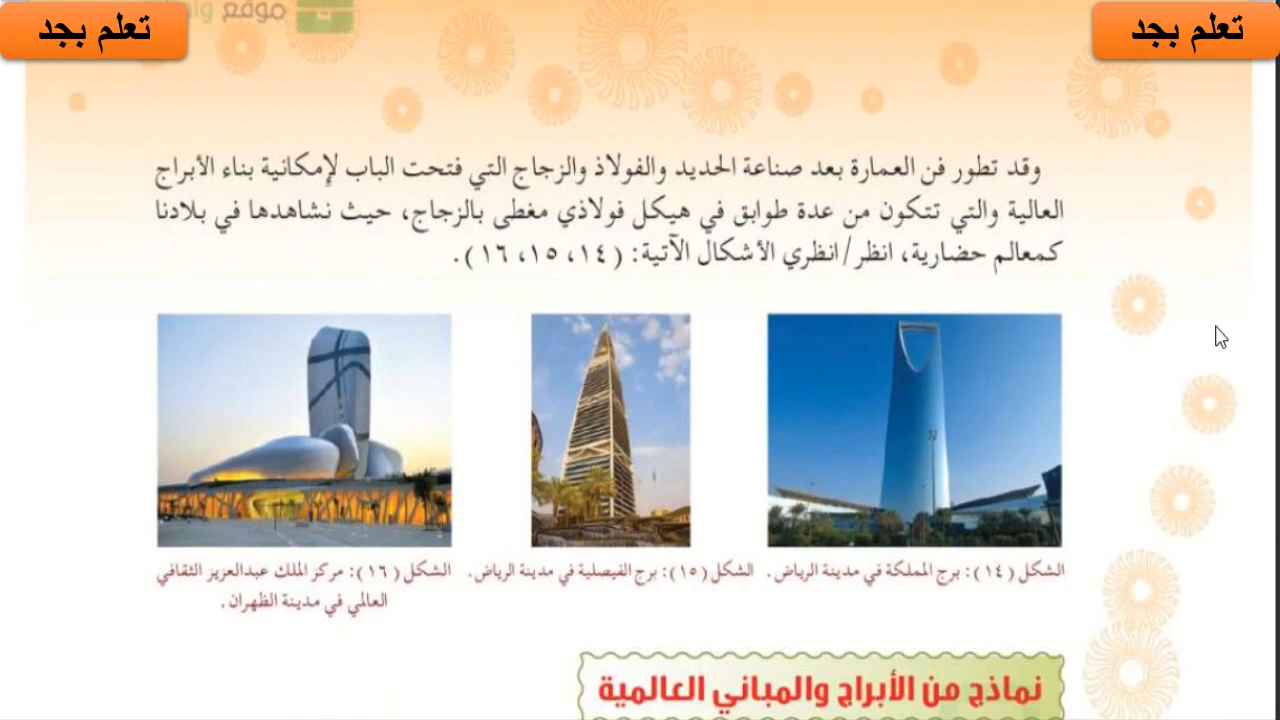 تعلم بجد
تعلم بجد
موقع
وقد تطور فن العمارة بعد صناعة الحديد والفولاذ والزجاج التي فتحت الباب لإمكانية بناء الأبراج
العالية والتي تتكون من عدة طوابق في هيكل فولاذي مغطى بالزجاج، حيث نشاهدها في بلادنا
كمعالم حضارية، انظر/انظري الأشكال الآتية: (١٤، ١٥، ١٦).
الشكل (١٤): برج المملكة في مدينة الرياض.
الشكل (١٥): برج الفيصلية في مدينة الرياض.
الشكل (١٦): مركز الملك عبدالعزيز الثقافي
العالمي في مدينة الظهران.
نماذج من الأبراج والمباني العالمية